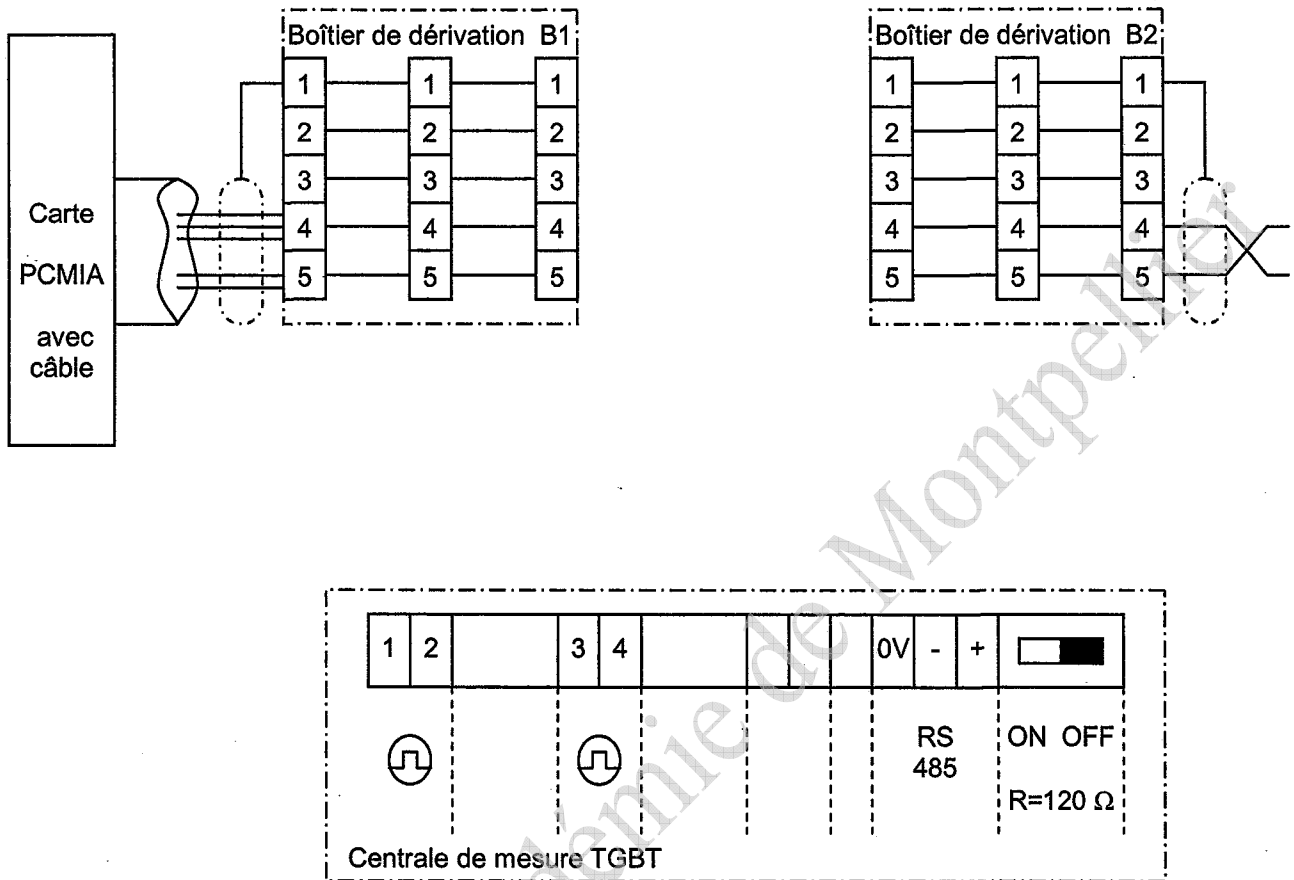 Boîtier de dérivation B1
1 1 1
2 2 2
3 3 3
4 4 4
5 5 5
Carte
PCMIA
avec
câble
Boîtier de dérivation B2
1 1 1
2 2 2
3 3 3
4 4 4
5 5 5
1 2 3 4 0V - +
RS
485
ON OFF
R=120 Ω
Centrale de mesure TGBT
démie de Montpellier